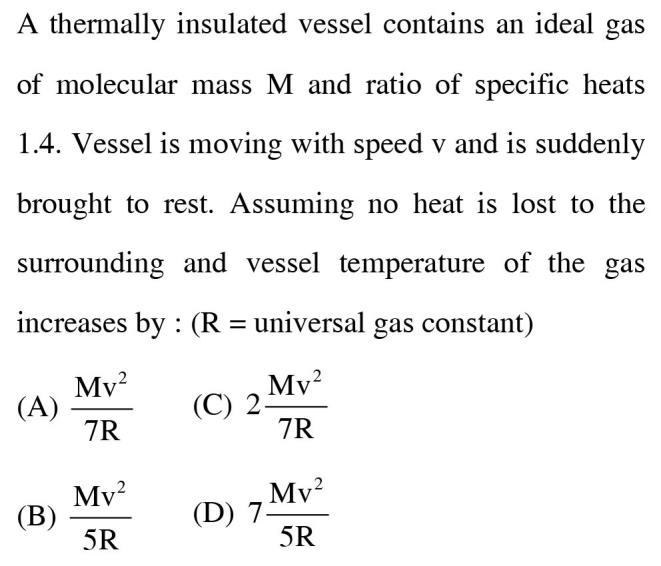 A thermally insulated vessel contains an ideal gas
of molecular mass M and ratio of specific heats
1.4. Vessel is moving with speed v and is suddenly
brought to rest. Assuming no heat is lost to the
surrounding and vessel temperature of the gas
increases by : (R = universal gas constant)
(A) Mv²/7R (C) 2 Mv²/7R
(B) Mv²/5R (D) 7 Mv²/5R